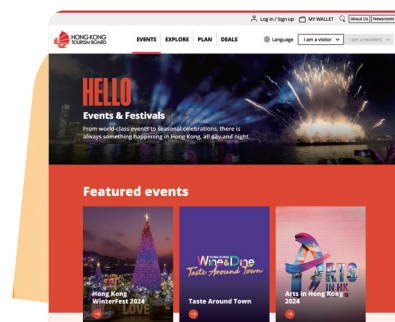 Log in / Sign up
MY WALLET
About Us
Newsroom
HONG KONG
TOURISM BOARD
EVENTS
EXPLORE
PLAN
DEALS
Language
I am a visitor
I am a resident
HELLO
Events & Festivals
From world-class events to seasonal celebrations, there is
always something happening in Hong Kong, all day and night.
Featured events
Hong Kong
WinterFest 2024
LOVE
Wine&Dine
Taste Around Town
Taste Around Town
ARTS
IN HK
Arts in Hong Kong
2024